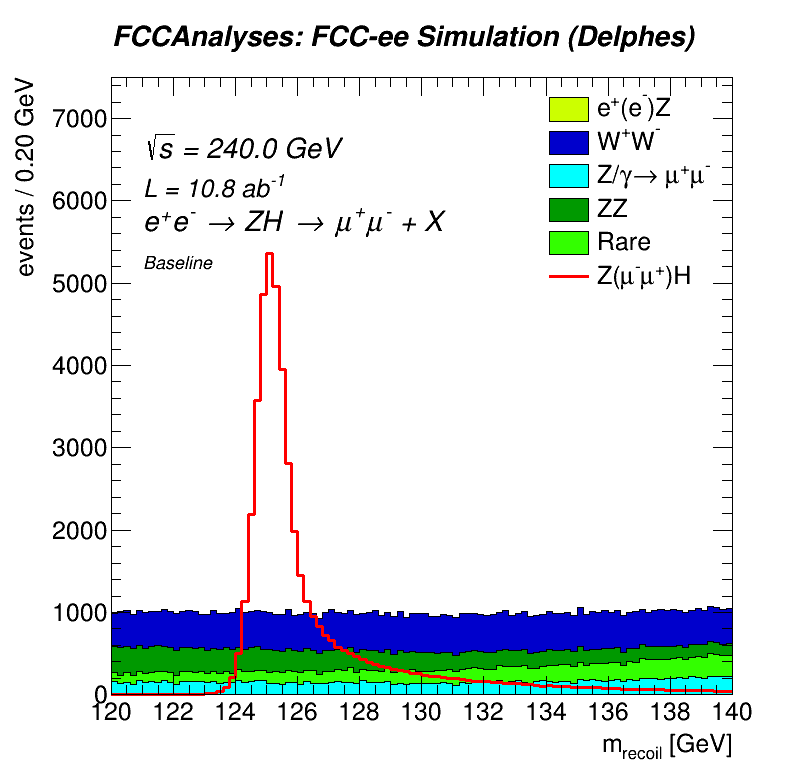 FCCAnalyses: FCC-ee Simulation (Delphes)
events / 0.20 GeV
7000
6000
5000
4000
3000
2000
1000
0
√s = 240.0 GeV
L = 10.8 ab⁻¹
e⁺e⁻ → ZH → μ⁺μ⁻ + X
Baseline
e⁺(e⁻)Z
W⁺W⁻
Z/γ→ μ⁺μ⁻
ZZ
Rare
Z(μ⁻μ⁺)H
120 122 124 126 128 130 132 134 136 138 140
m_recoil [GeV]